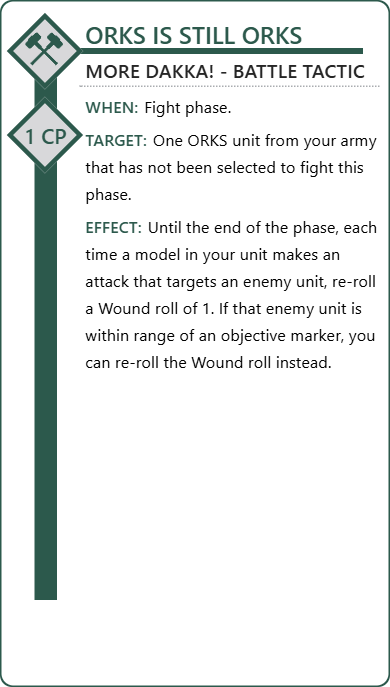 ORKS IS STILL ORKS
MORE DAKKA! - BATTLE TACTIC
1 CP
WHEN: Fight phase.
TARGET: One ORKS unit from your army
that has not been selected to fight this
phase.
EFFECT: Until the end of the phase, each
time a model in your unit makes an
attack that targets an enemy unit, re-roll
a Wound roll of 1. If that enemy unit is
within range of an objective marker, you
can re-roll the Wound roll instead.